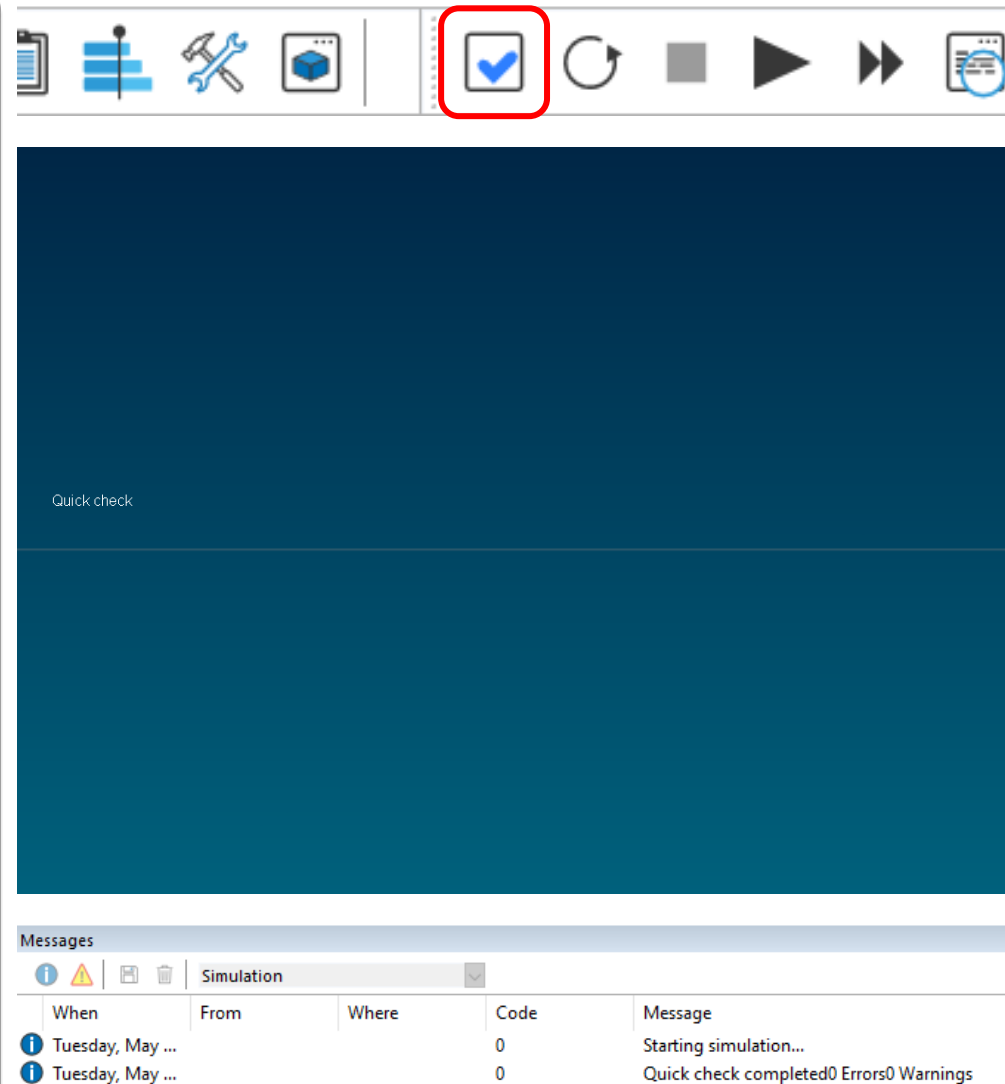 Quick check
Messages
Simulation
When From Where Code Message
Tuesday, May ... 0 Starting simulation...
Tuesday, May ... 0 Quick check completed0 Errors0 Warnings